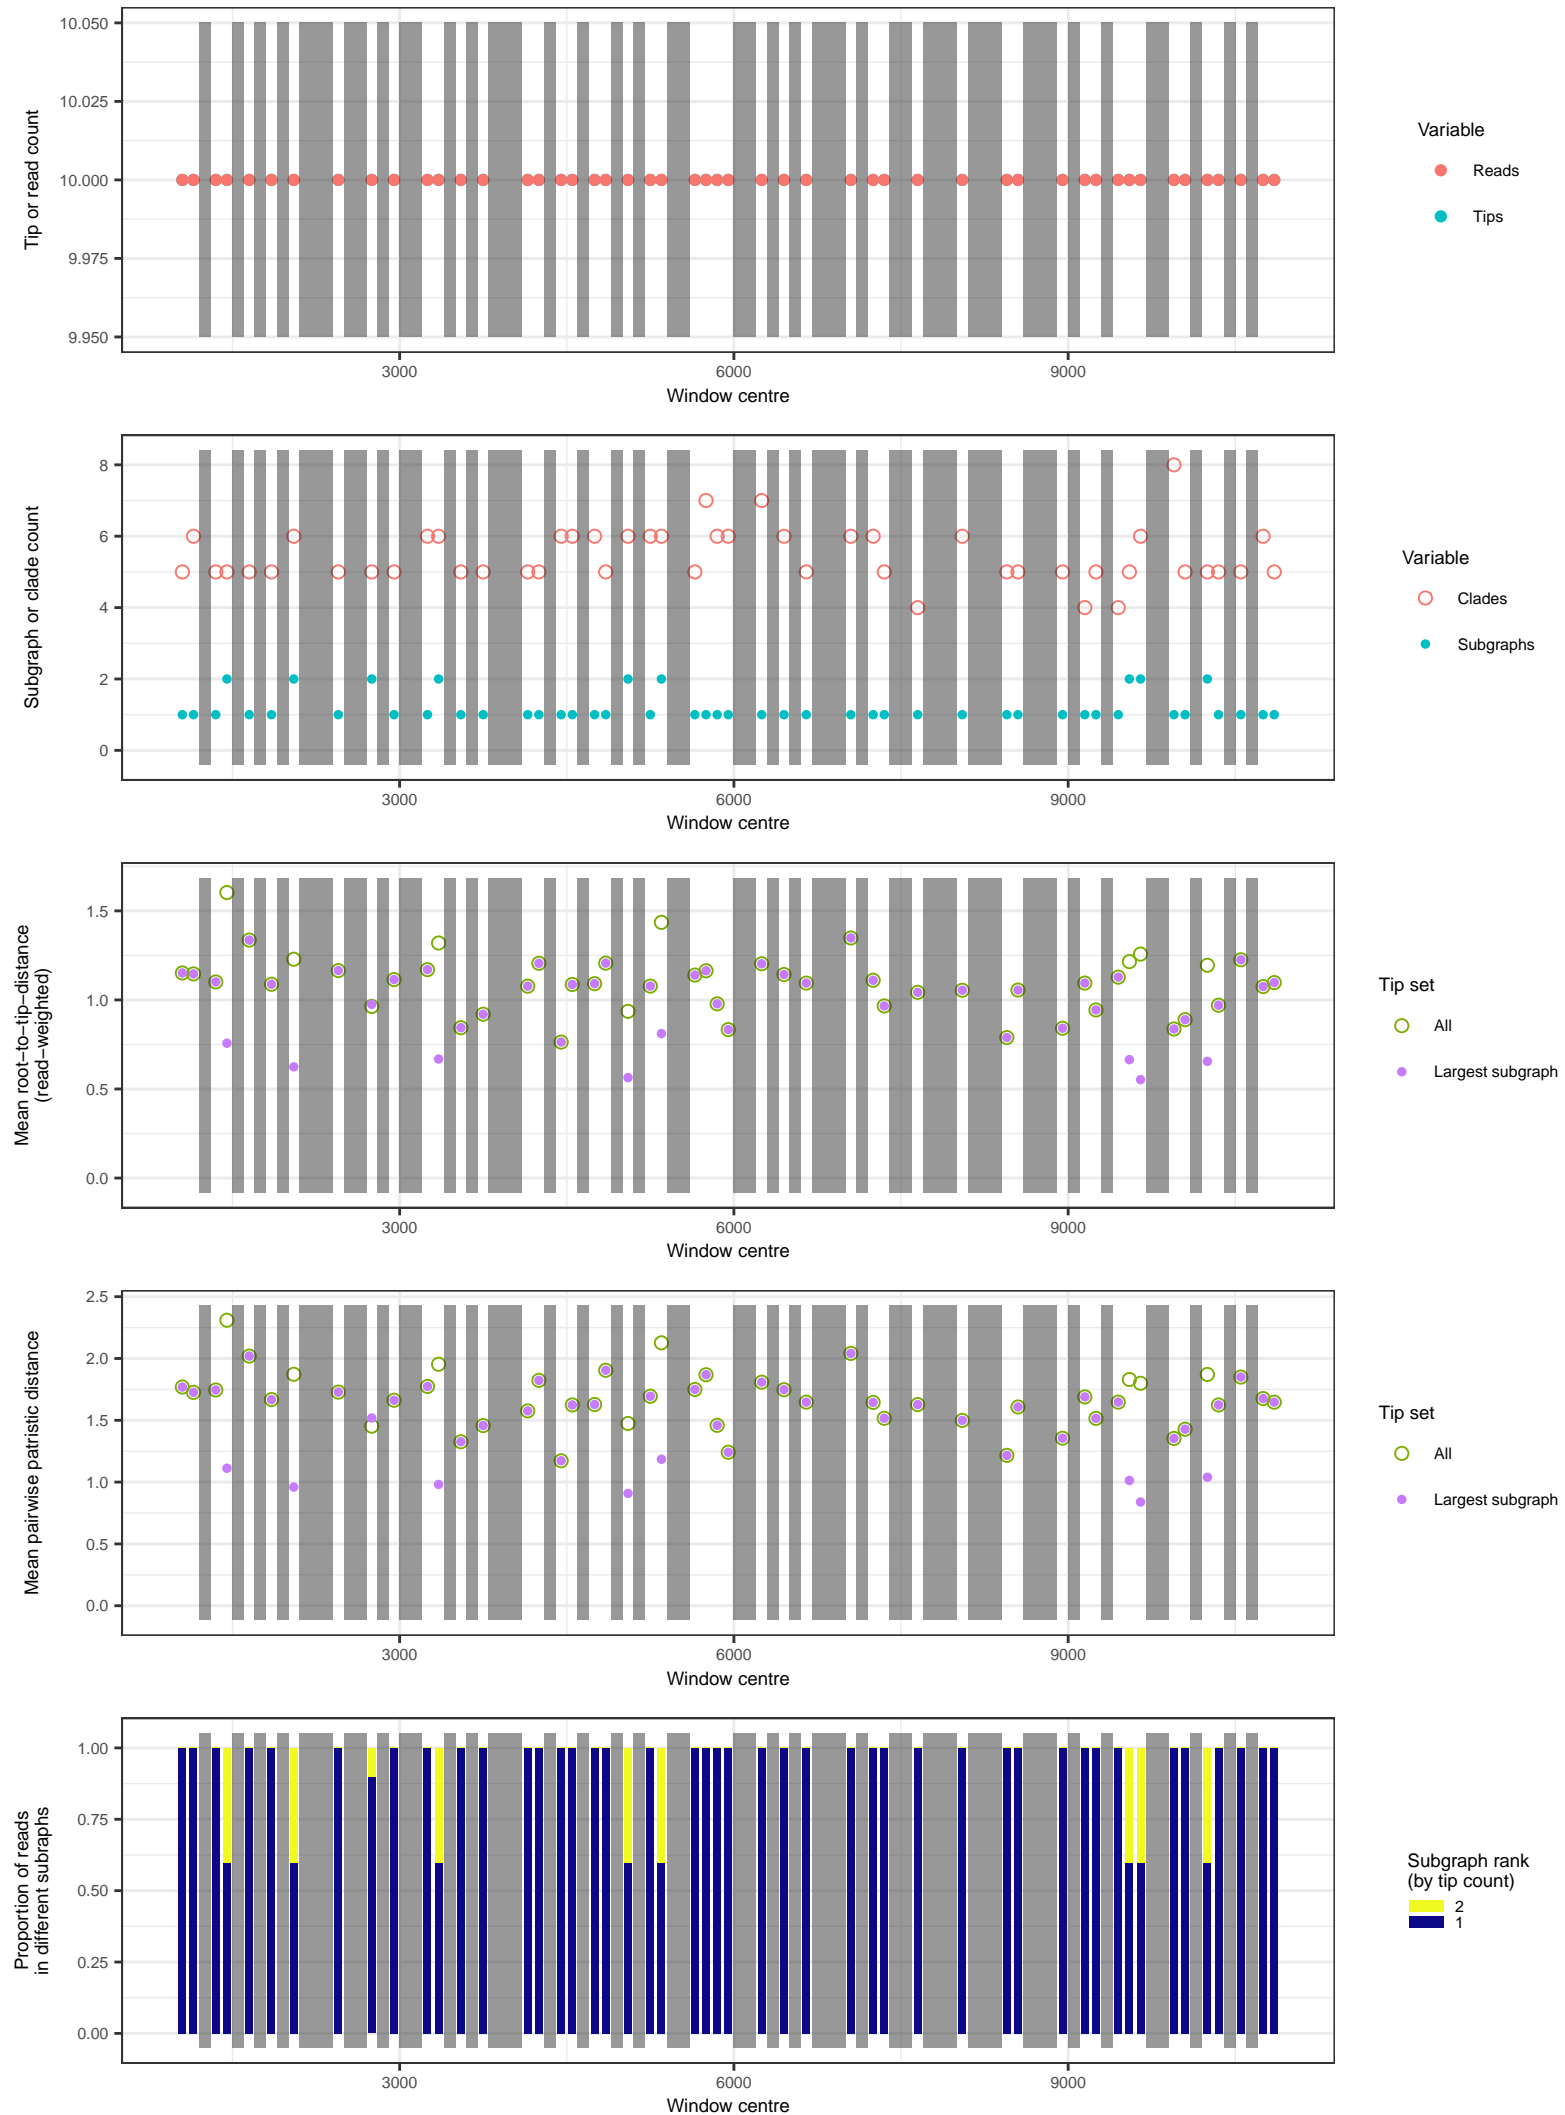 10.050
10.025
10.000
9.975
9.950
Tip or read count
3000
6000
9000
Window centre
Variable
Reads
Tips
8
6
4
2
0
Subgraph or clade count
3000
6000
9000
Window centre
Variable
Clades
Subgraphs
1.5
1.0
0.5
0.0
Mean root−to−tip−distance
(read−weighted)
3000
6000
9000
Window centre
Tip set
All
Largest subgraph
2.5
2.0
1.5
1.0
0.5
0.0
Mean pairwise patristic distance
3000
6000
9000
Window centre
Tip set
All
Largest subgraph
1.00
0.75
0.50
0.25
0.00
Proportion of reads
in different subraphs
3000
6000
9000
Window centre
Subgraph rank
(by tip count)
2
1